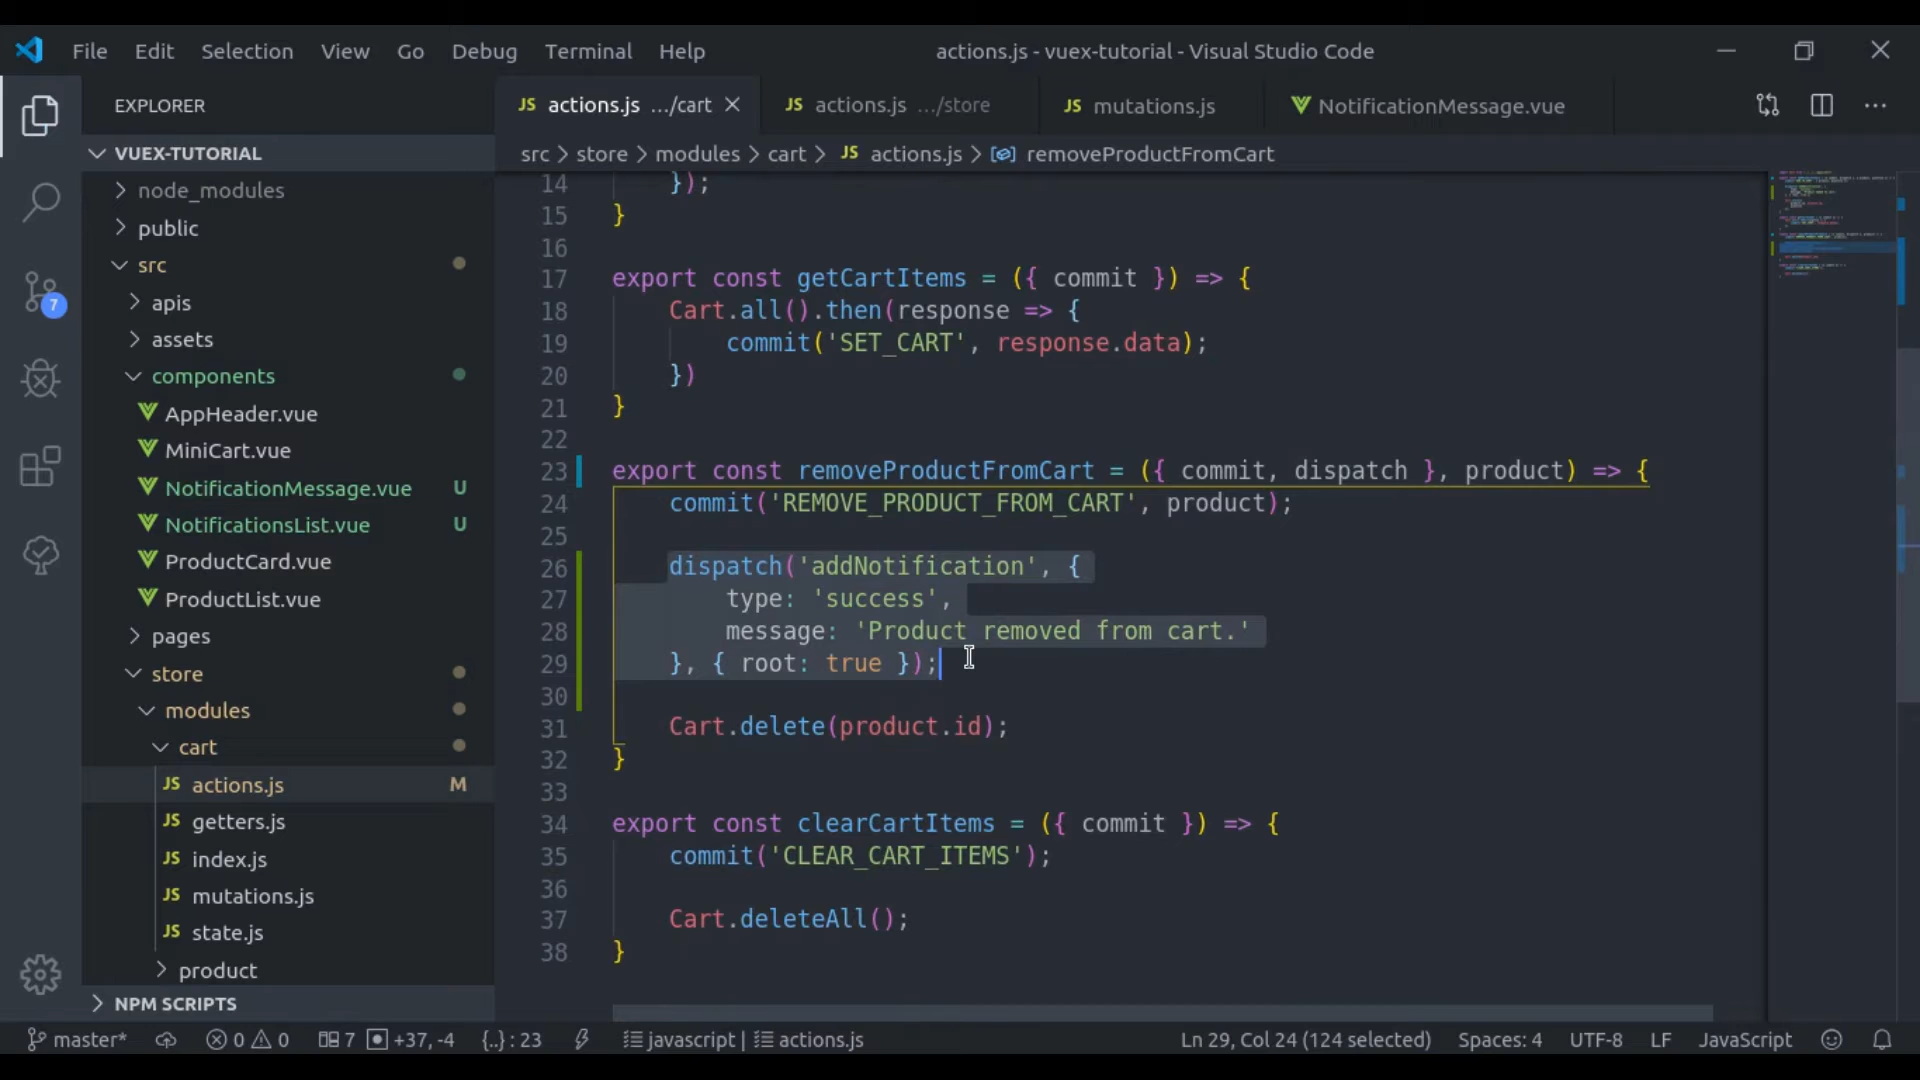 File Edit Selection View Go Debug Terminal Help
actions.js - vuex-tutorial - Visual Studio Code
EXPLORER
VUEX-TUTORIAL
node_modules
public
src
apis
assets
components
AppHeader.vue
MiniCart.vue
NotificationMessage.vue U
NotificationsList.vue U
ProductCard.vue
ProductList.vue
pages
store
modules
cart
JS actions.js M
JS getters.js
JS index.js
JS mutations.js
JS state.js
product
NPM SCRIPTS
7
JS actions.js .../cart
JS actions.js .../store
JS mutations.js
NotificationMessage.vue
src > store > modules > cart > JS actions.js > removeProductFromCart
14 });
15 }
16
17 export const getCartItems = ({ commit }) => {
18 Cart.all().then(response => {
19 commit('SET_CART', response.data);
20 })
21 }
22
23 export const removeProductFromCart = ({ commit, dispatch }, product) => {
24 commit('REMOVE_PRODUCT_FROM_CART', product);
25
26 dispatch('addNotification', {
27 type: 'success',
28 message: 'Product removed from cart.'
29 }, { root: true });
30
31 Cart.delete(product.id);
32 }
33
34 export const clearCartItems = ({ commit }) => {
35 commit('CLEAR_CART_ITEMS');
36
37 Cart.deleteAll();
38 }
master* 0 0 7 +37, -4 {..} : 23 javascript | actions.js Ln 29, Col 24 (124 selected) Spaces: 4 UTF-8 LF JavaScript